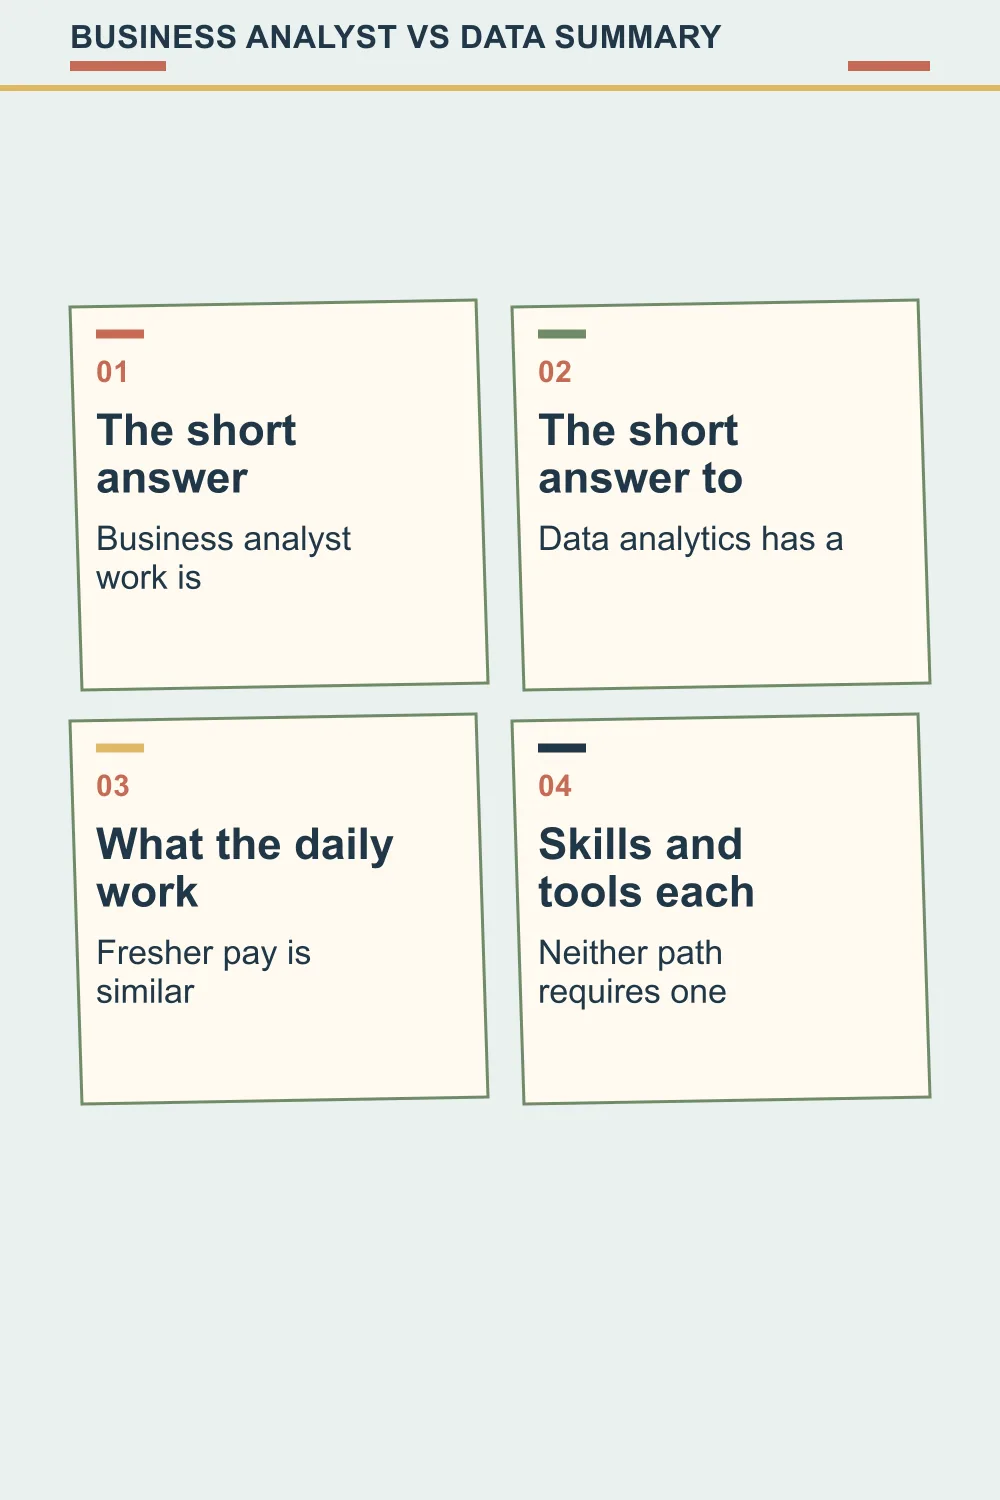 BUSINESS ANALYST VS DATA SUMMARY
01
The short
answer
Business analyst
work is
02
The short
answer to
Data analytics has a
03
What the daily
work
Fresher pay is
similar
04
Skills and
tools each
Neither path
requires one